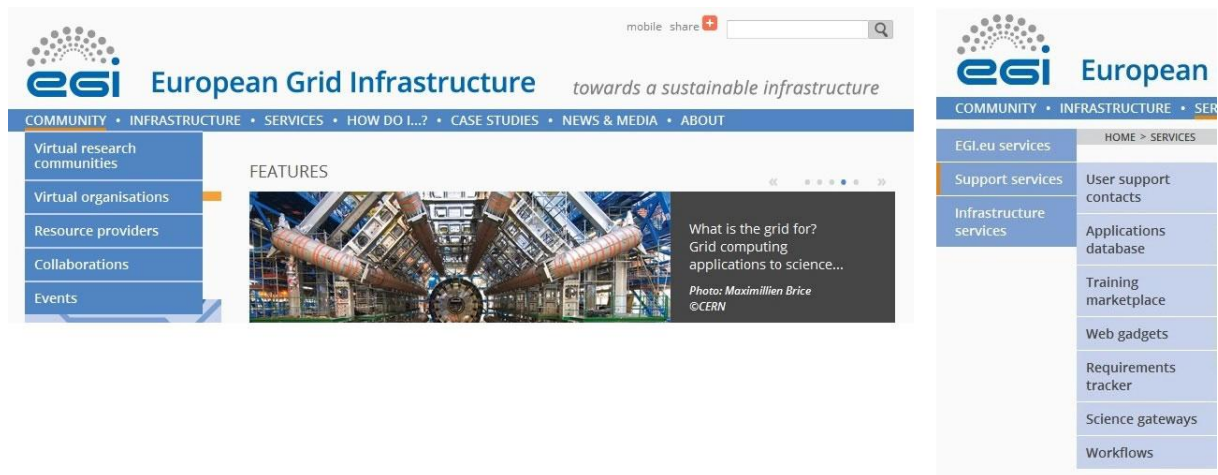 mobile share
egi European Grid Infrastructure towards a sustainable infrastructure
COMMUNITY • INFRASTRUCTURE • SERVICES • HOW DO I...? • CASE STUDIES • NEWS & MEDIA • ABOUT
Virtual research
communities
Virtual organisations
Resource providers
Collaborations
Events
FEATURES
What is the grid for?
Grid computing
applications to science...
Photo: Maximillien Brice
©CERN
egi European
COMMUNITY • INFRASTRUCTURE • SER
HOME > SERVICES
EGI.eu services
Support services
Infrastructure
services
User support
contacts
Applications
database
Training
marketplace
Web gadgets
Requirements
tracker
Science gateways
Workflows